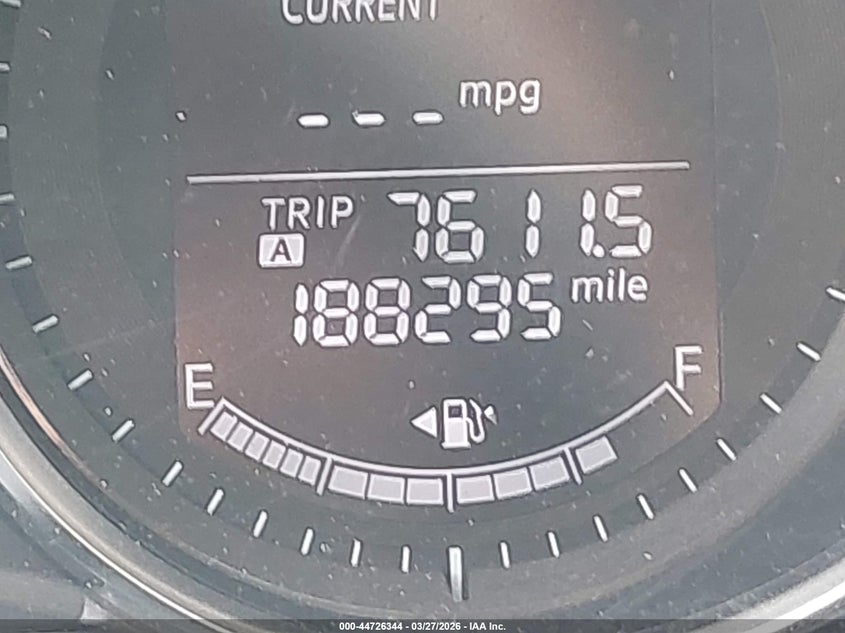 CURRENT
--- mpg
TRIP A 7611.5
188295 mile
E F
000-44726344 - 03/27/2026 - IAA Inc.